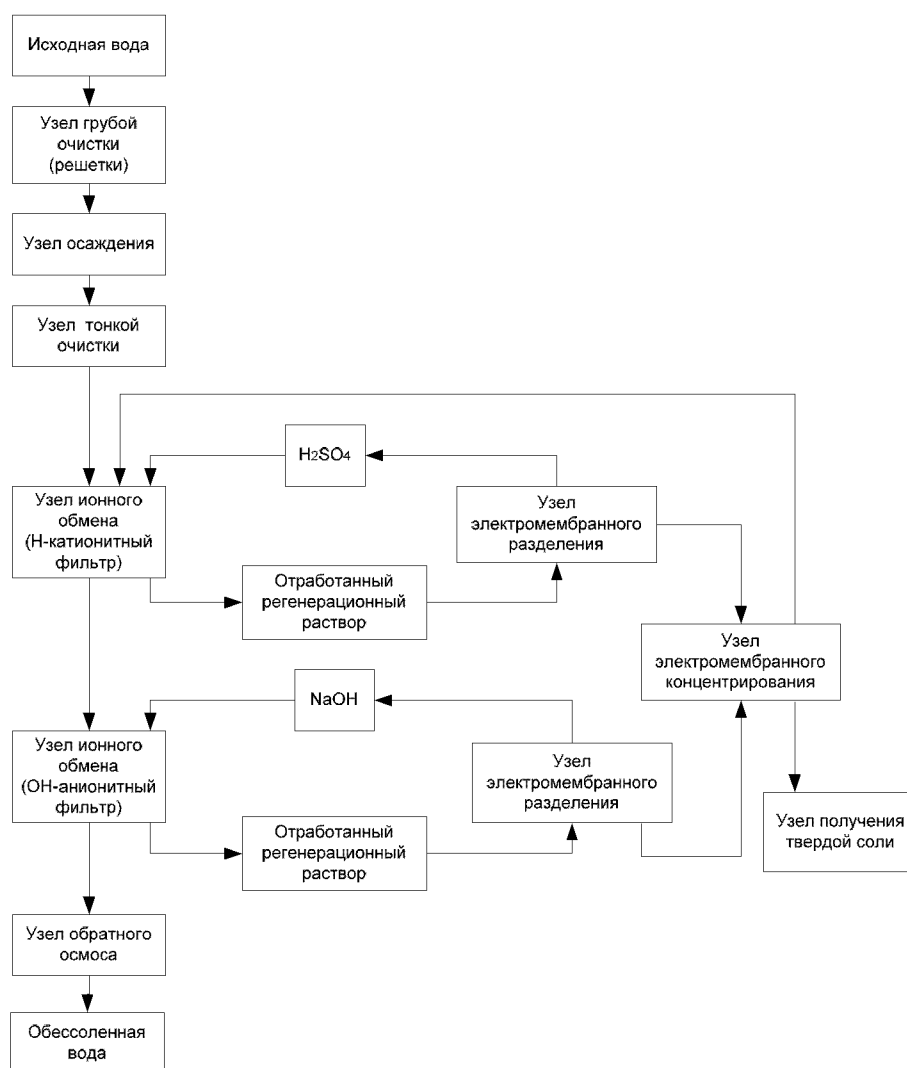 Исходная вода
Узел грубой
очистки
(решетки)
Узел осаждения
Узел тонкой
очистки
H2SO4
Узел ионного
обмена
(Н-катионитный
фильтр)
Узел
электромембранного
разделения
Отработанный
регенерационный
раствор
Узел
электромембранного
концентрирования
NaOH
Узел ионного
обмена
(ОН-анионитный
фильтр)
Узел
электромембранного
разделения
Отработанный
регенерационный
раствор
Узел получения
твердой соли
Узел обратного
осмоса
Обессоленная
вода